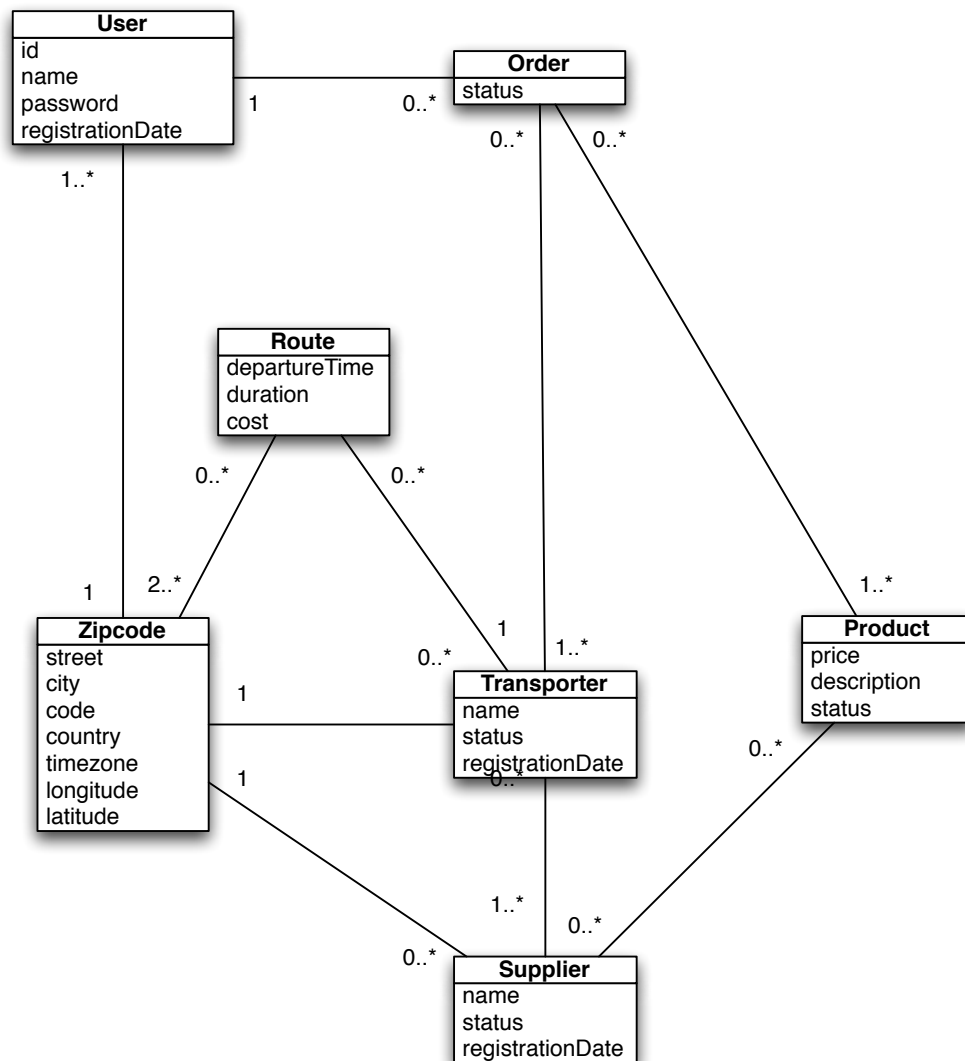 User
id
name
password
registrationDate
Order
status
1
0..*
0..*
0..*
1..*
Route
departureTime
duration
cost
0..*
0..*
1
2..*
1..*
Zipcode
street
city
code
country
timezone
longitude
latitude
1
0..*
1..*
Product
price
description
status
Transporter
name
status
registrationDate
0..*
1
1
0..*
1..*
0..*
0..*
Supplier
name
status
registrationDate